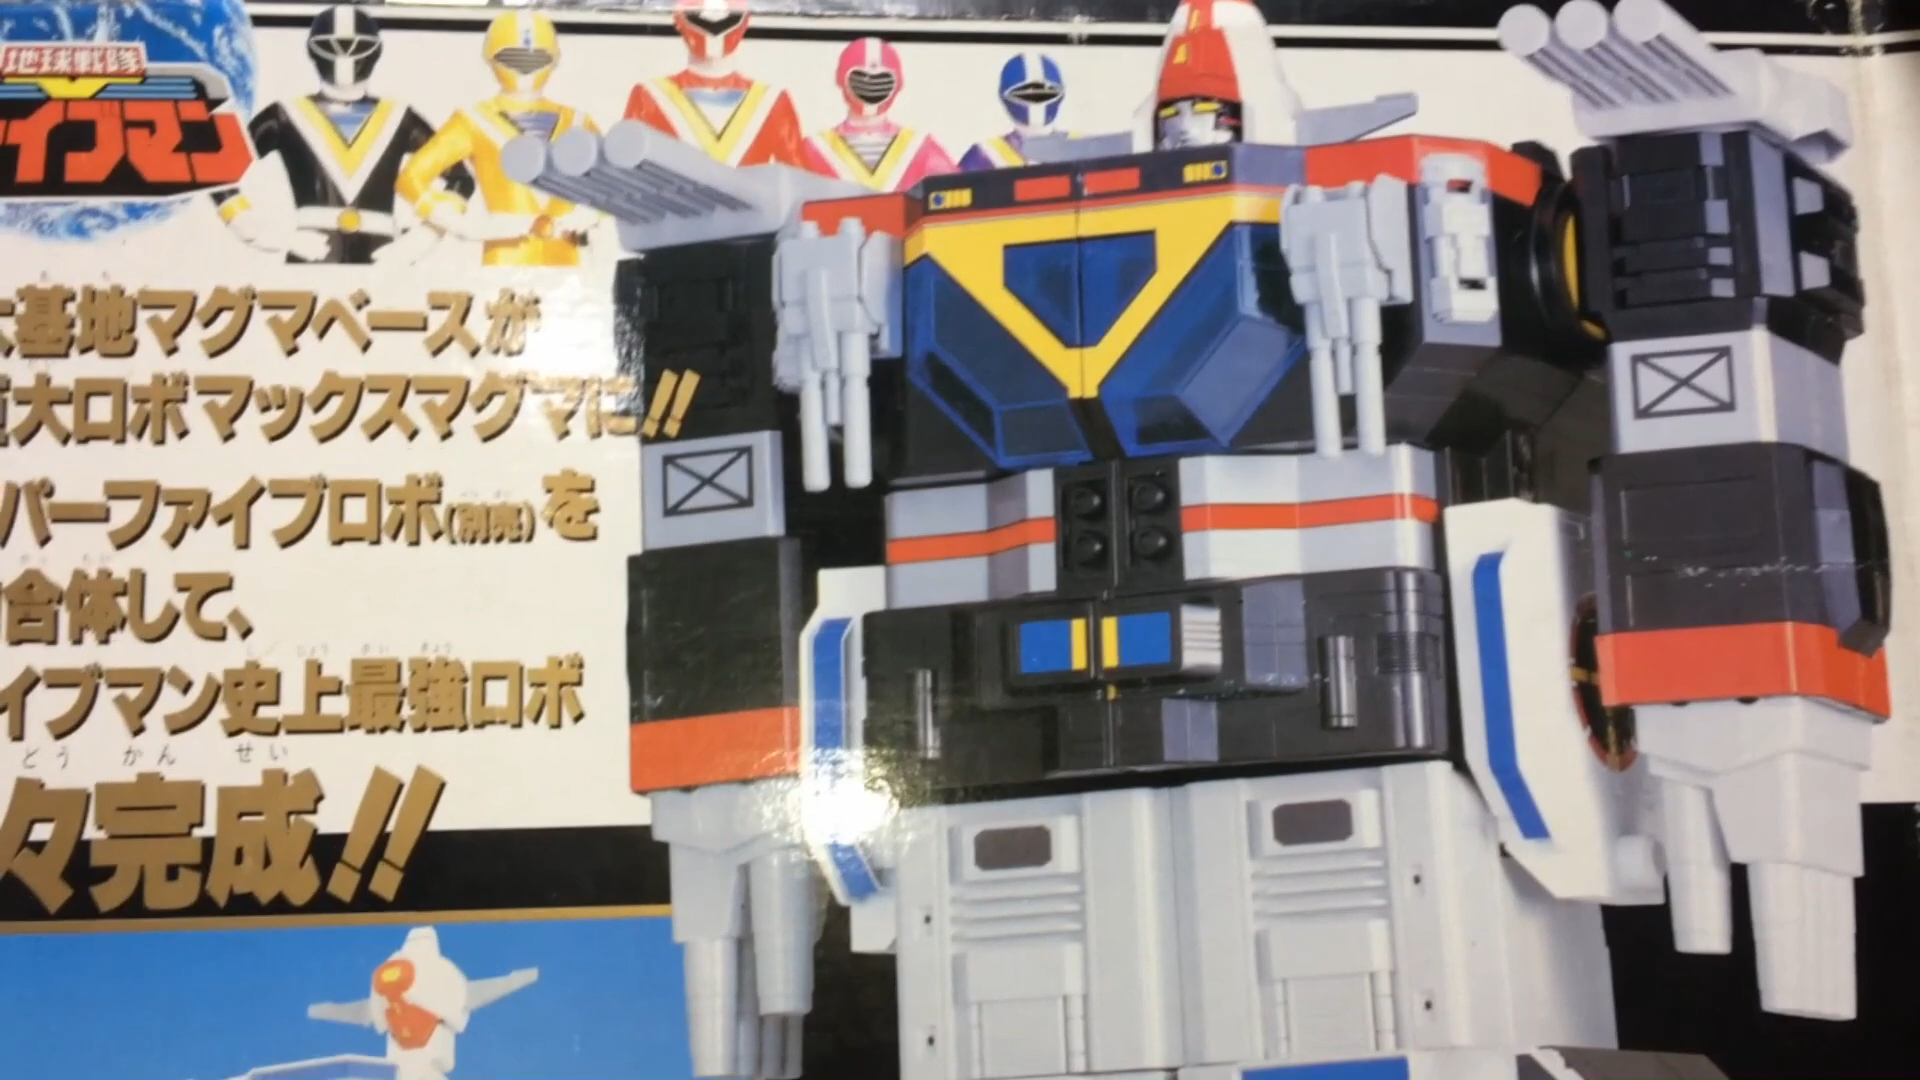 地球戦隊
ァイブマン
基地マグマベースが
大ロボマックスマグマに!!
パーファイブロボ(別売)を
合体して、
イブマン史上最強ロボ
とう かん せい
々完成!!